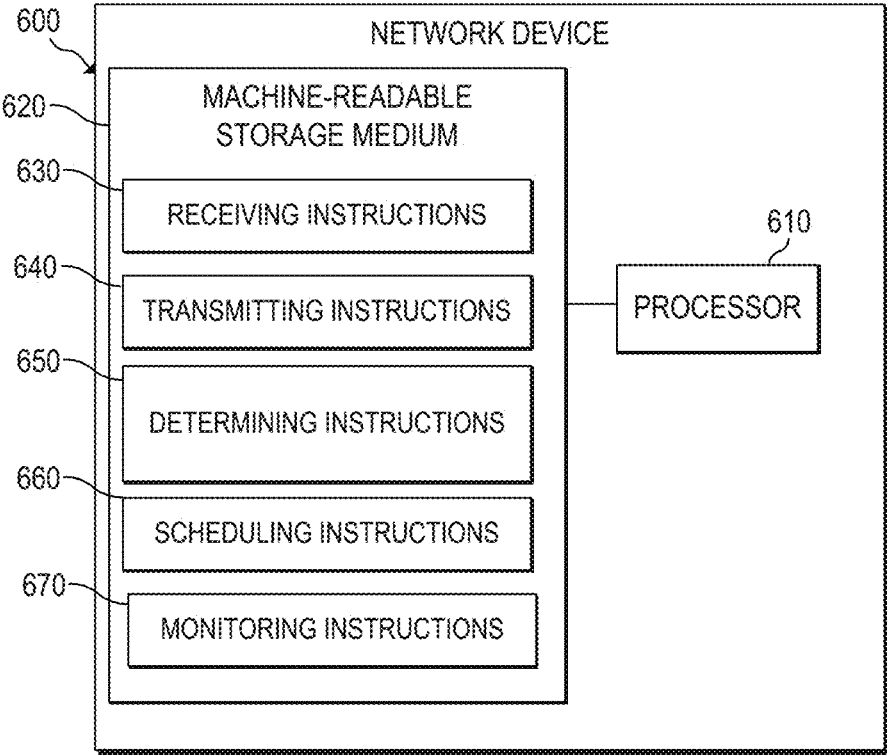 600
NETWORK DEVICE
620
MACHINE-READABLE
STORAGE MEDIUM
630
RECEIVING INSTRUCTIONS
610
640
TRANSMITTING INSTRUCTIONS
PROCESSOR
650
DETERMINING INSTRUCTIONS
660
SCHEDULING INSTRUCTIONS
670
MONITORING INSTRUCTIONS